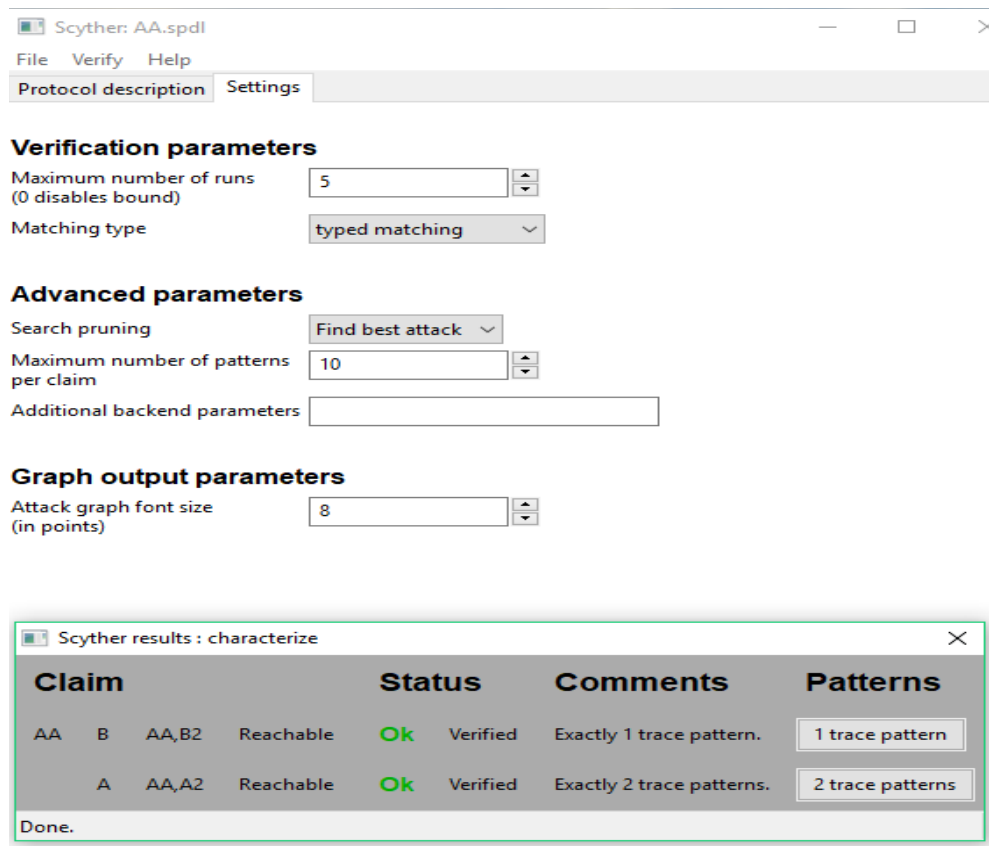 Scyther: AA.spdl
File Verify Help
Protocol description Settings
Verification parameters
Maximum number of runs
(0 disables bound)
5
Matching type
typed matching
Advanced parameters
Search pruning
Find best attack
Maximum number of patterns
per claim
10
Additional backend parameters
Graph output parameters
Attack graph font size
(in points)
8
Scyther results : characterize
Claim Status Comments Patterns
AA B AA,B2 Reachable Ok Verified Exactly 1 trace pattern. 1 trace pattern
A AA,A2 Reachable Ok Verified Exactly 2 trace patterns. 2 trace patterns
Done.